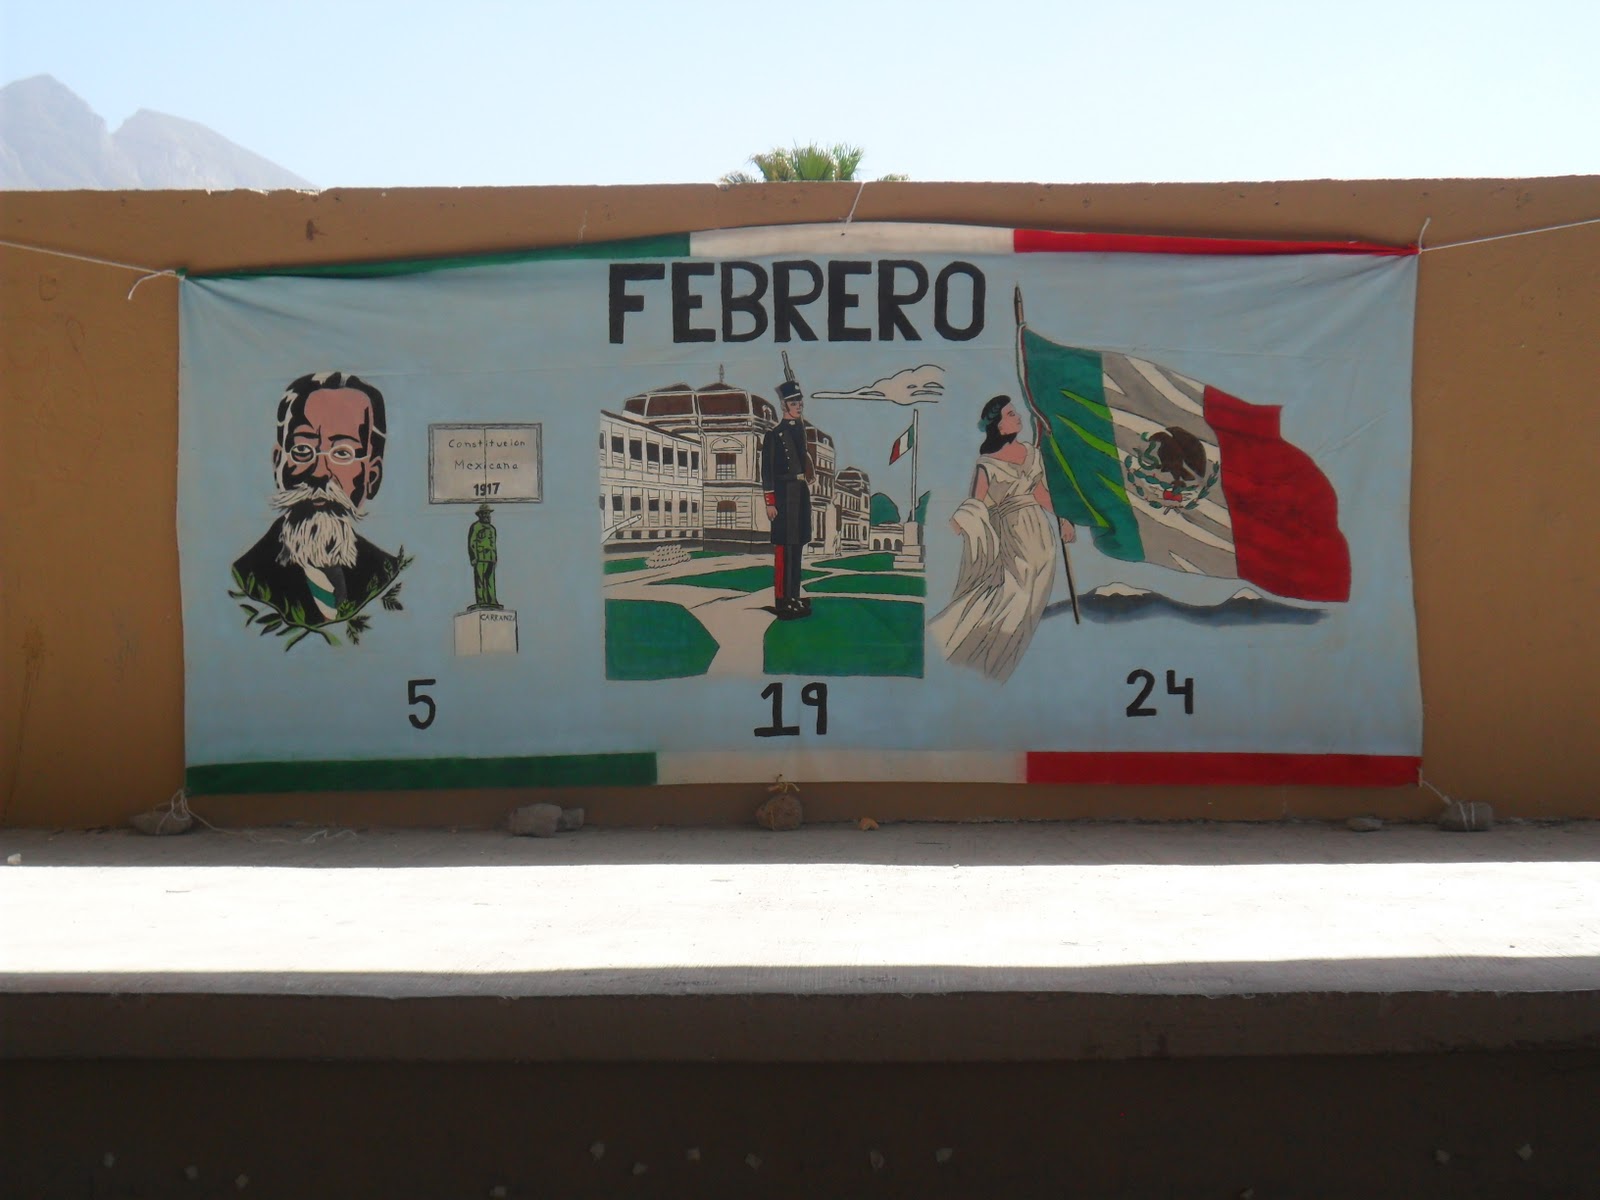 FEBRERO
Constitucion
Mexicana
1917
CARRANZA
5
19
24